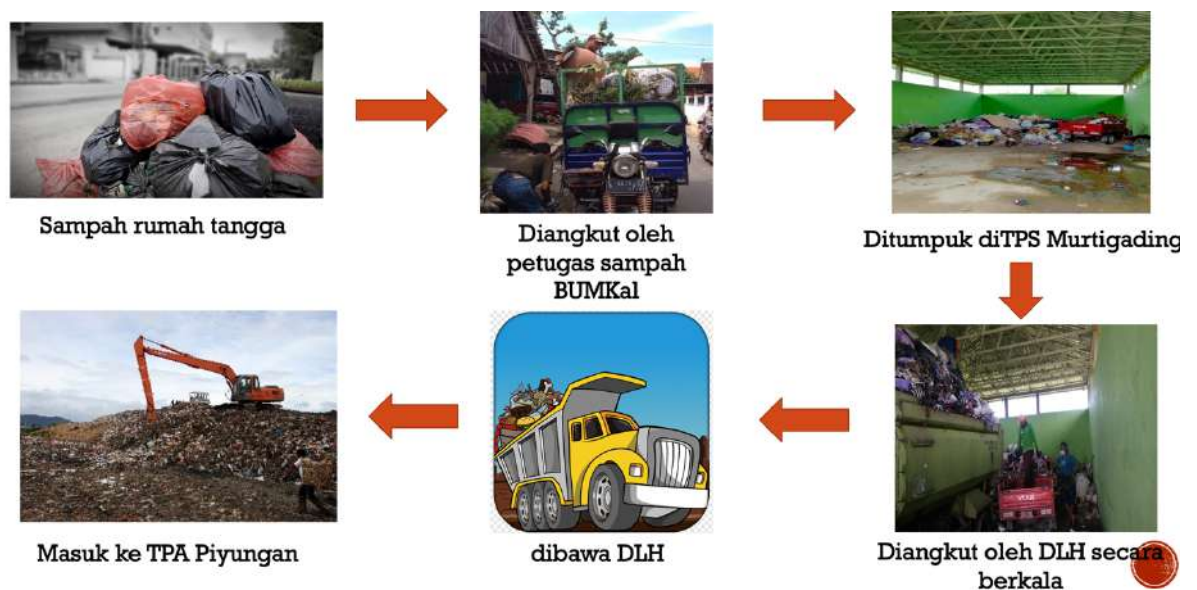 Sampah rumah tangga
Diangkut oleh
petugas sampah
BUMKal
Ditumpuk diTPS Murtigading
Diangkut oleh DLH secara
berkala
dibawa DLH
Masuk ke TPA Piyungan